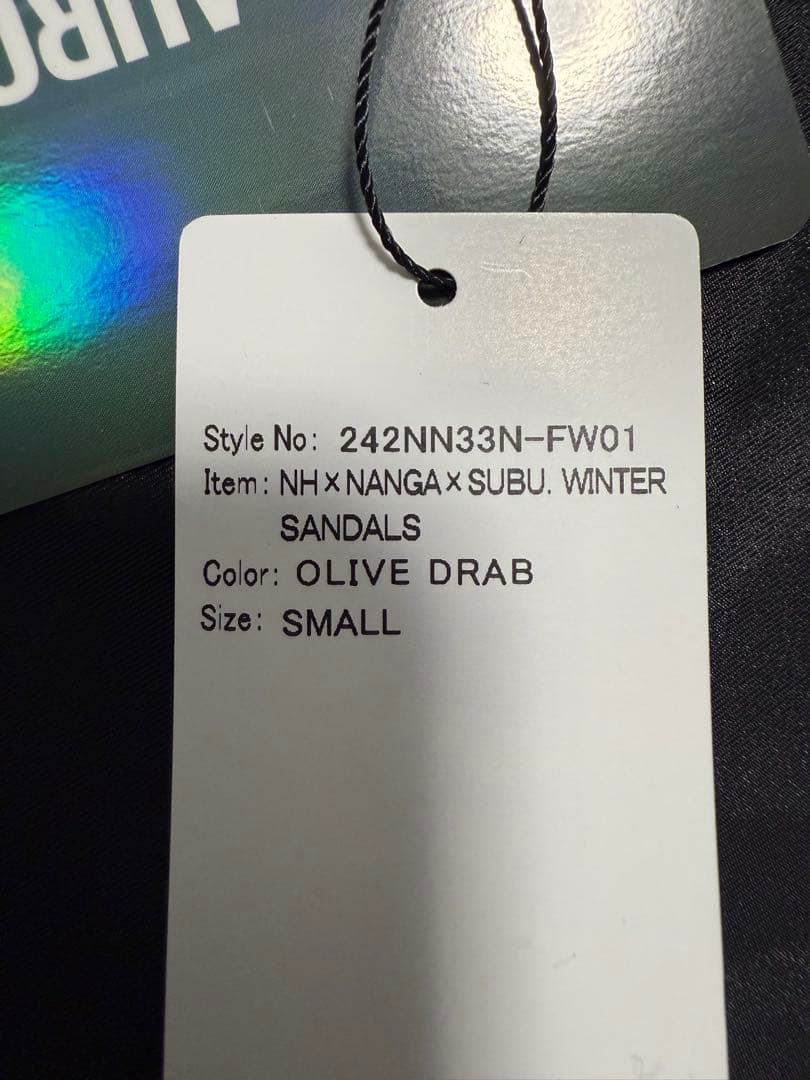 Style No: 242NN33N-FW01
Item: NH×NANGA×SUBU. WINTER
SANDALS
Color: OLIVE DRAB
Size: SMALL